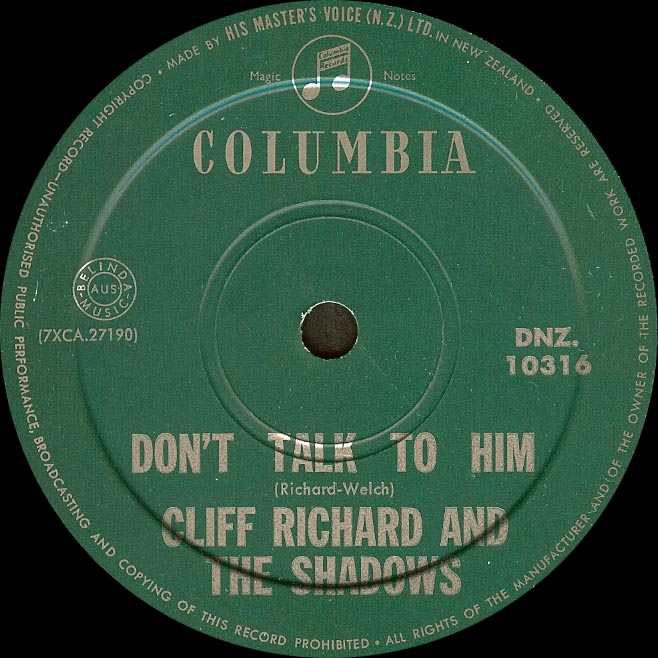 COPYRIGHT RECORD—UNAUTHORISED PUBLIC PERFORMANCE, BROADCASTING AND COPYING OF THIS RECORD PROHIBITED • ALL RIGHTS OF THE MANUFACTURER AND OF THE OWNER OF THE RECORDED WORK ARE RESERVED •
• MADE BY HIS MASTER'S VOICE (N.Z.) LTD. IN NEW ZEALAND •
Columbia
Records
Magic Notes
COLUMBIA
BELINDA
AUS
MUSIC
(7XCA.27190)
DNZ.
10316
DON'T TALK TO HIM
(Richard-Welch)
CLIFF RICHARD AND
THE SHADOWS